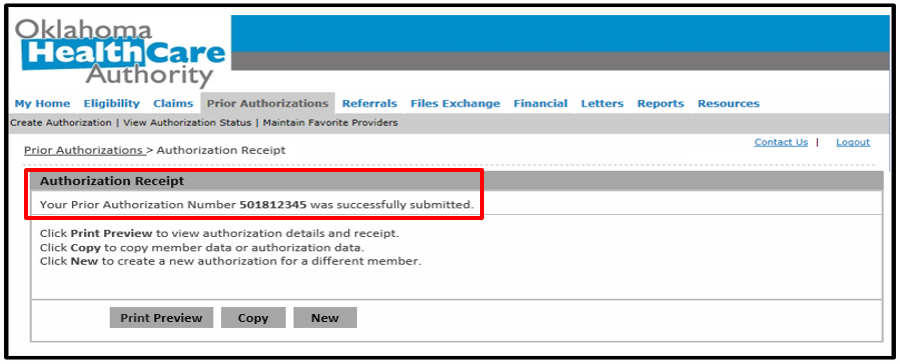 Oklahoma
HealthCare
Authority
My Home Eligibility Claims Prior Authorizations Referrals Files Exchange Financial Letters Reports Resources
Create Authorization | View Authorization Status | Maintain Favorite Providers
Contact Us | Logout
Prior Authorizations > Authorization Receipt
Authorization Receipt
Your Prior Authorization Number 501812345 was successfully submitted.
Click Print Preview to view authorization details and receipt.
Click Copy to copy member data or authorization data.
Click New to create a new authorization for a different member.
Print Preview Copy New